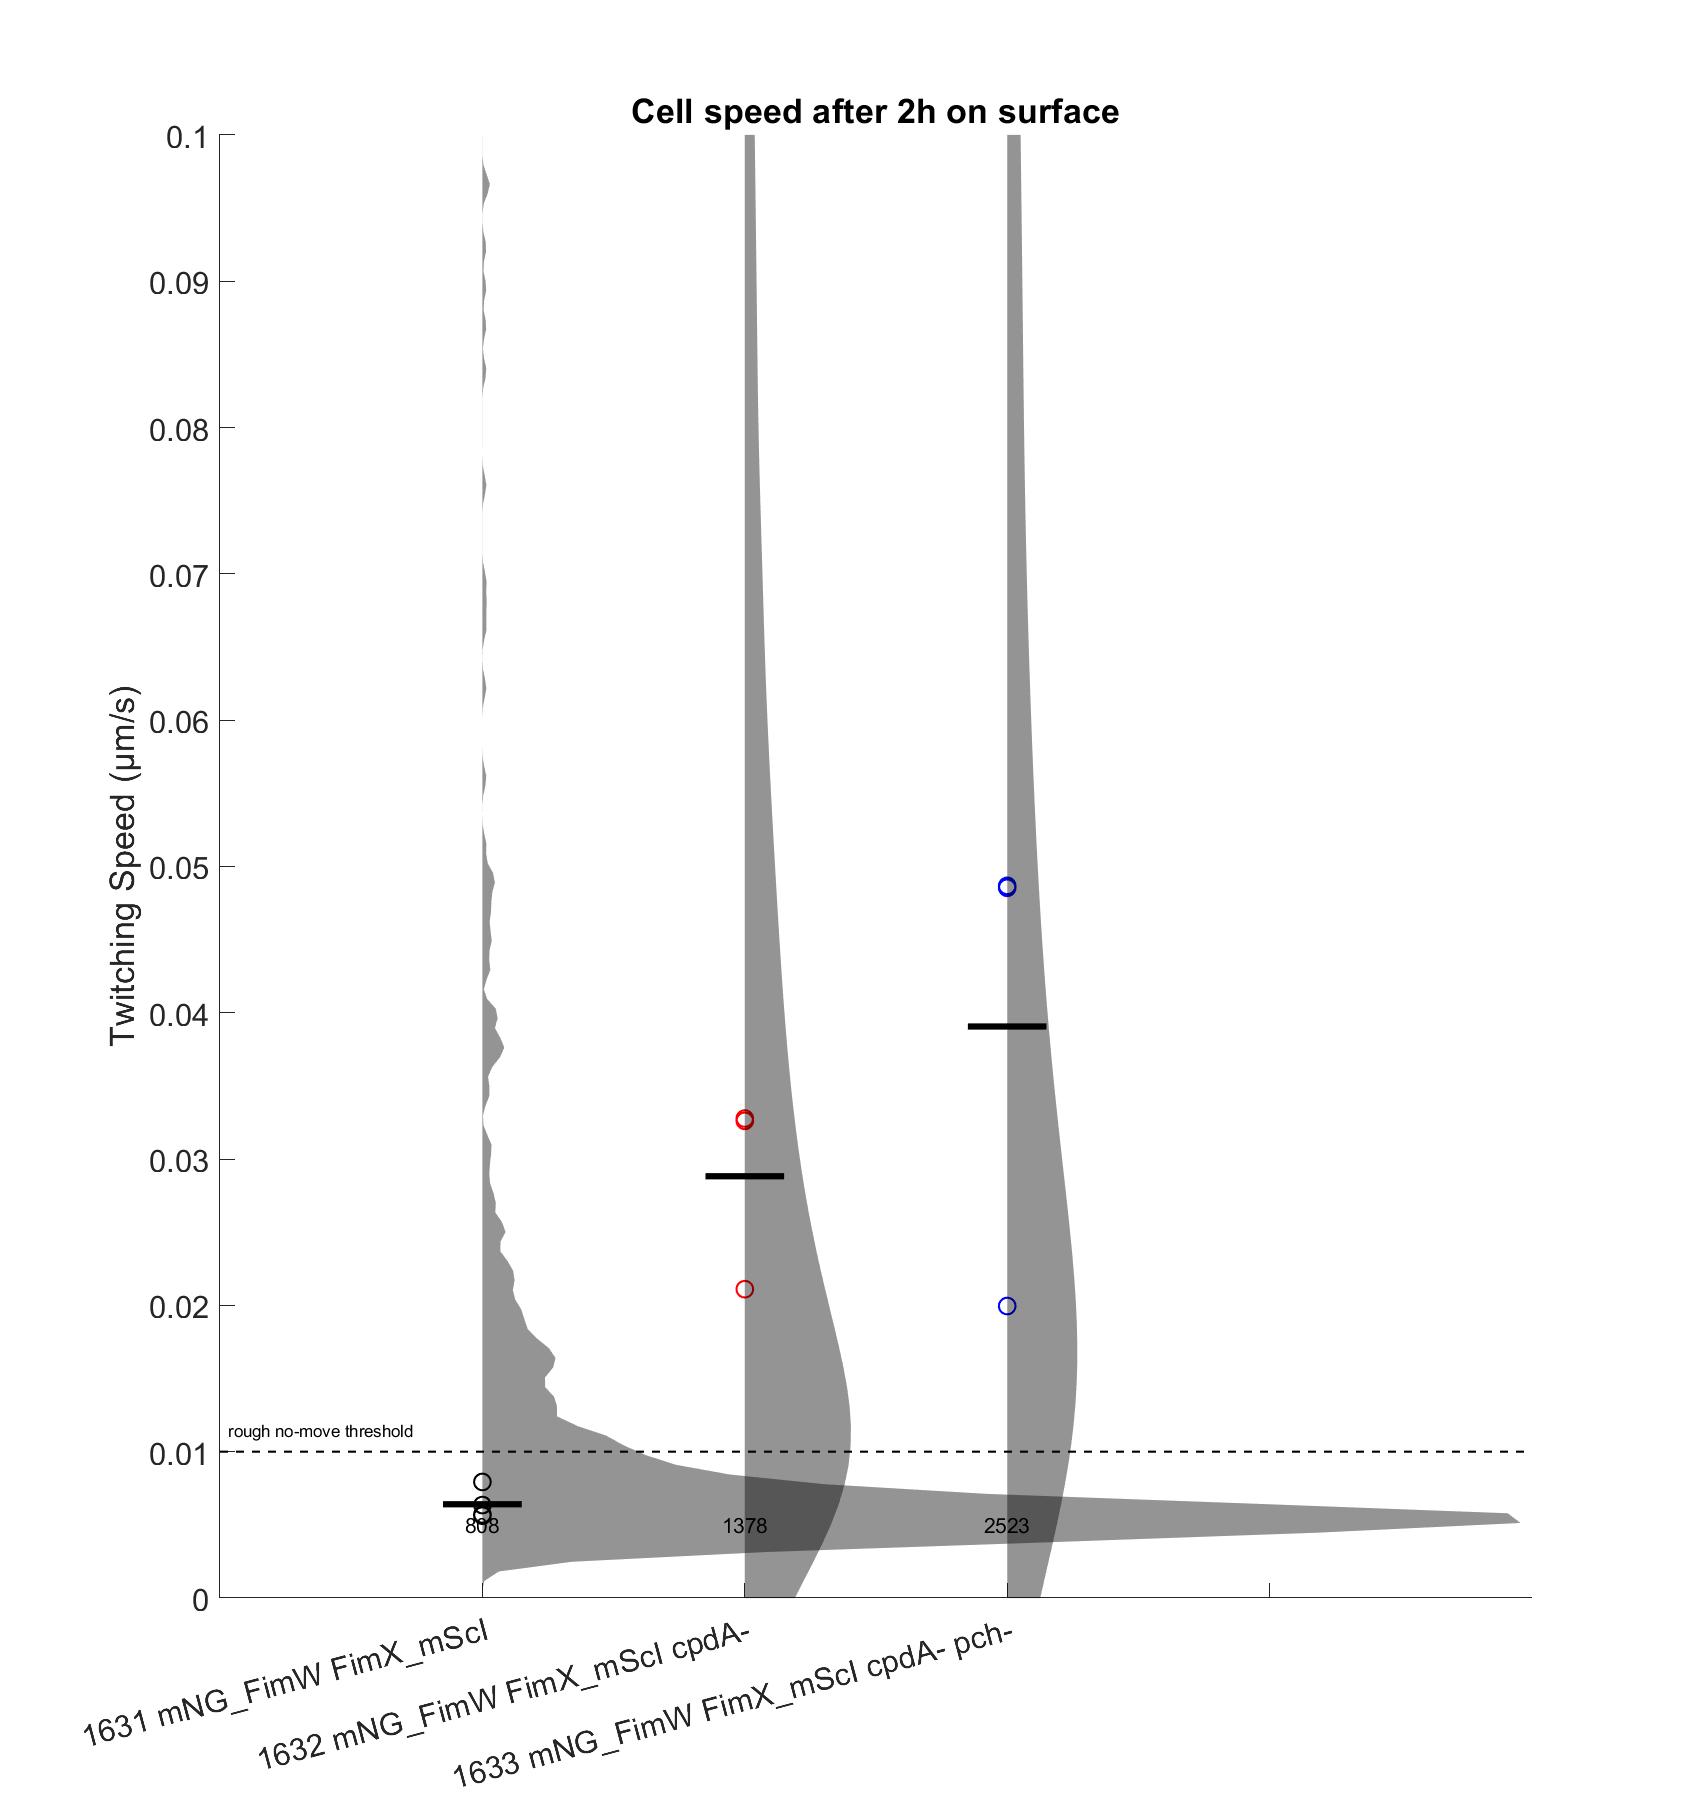 Cell speed after 2h on surface
Twitching Speed (µm/s)
0.1
0.09
0.08
0.07
0.06
0.05
0.04
0.03
0.02
0.01
0
rough no-move threshold
808
1378
2523
1631 mNG_FimW FimX_mScI
1632 mNG_FimW FimX_mScI cpdA-
1633 mNG_FimW FimX_mScI cpdA- pch-